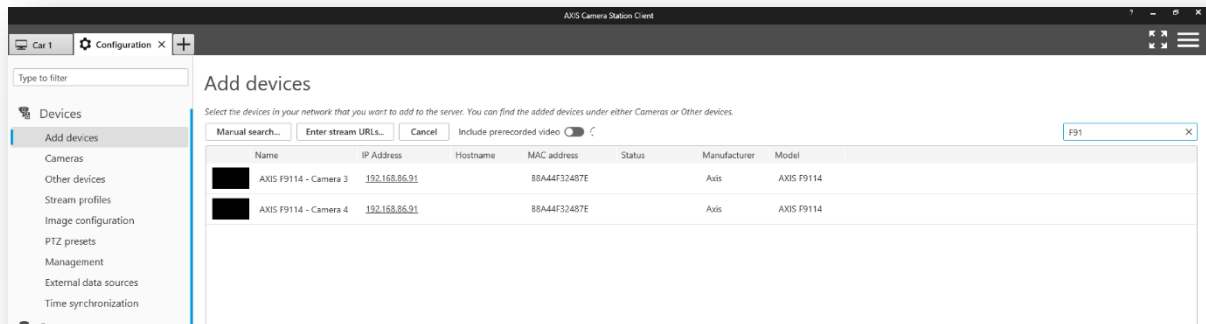 AXIS Camera Station Client
? – ×
Car 1 Configuration × +
Type to filter
Devices
Add devices
Cameras
Other devices
Stream profiles
Image configuration
PTZ presets
Management
External data sources
Time synchronization
Add devices
Select the devices in your network that you want to add to the server. You can find the added devices under either Cameras or Other devices.
Manual search... Enter stream URLs... Cancel Include prerecorded video F91 ×
Name IP Address Hostname MAC address Status Manufacturer Model
AXIS F9114 - Camera 3 192.168.86.91 B8A44F32487E Axis AXIS F9114
AXIS F9114 - Camera 4 192.168.86.91 B8A44F32487E Axis AXIS F9114